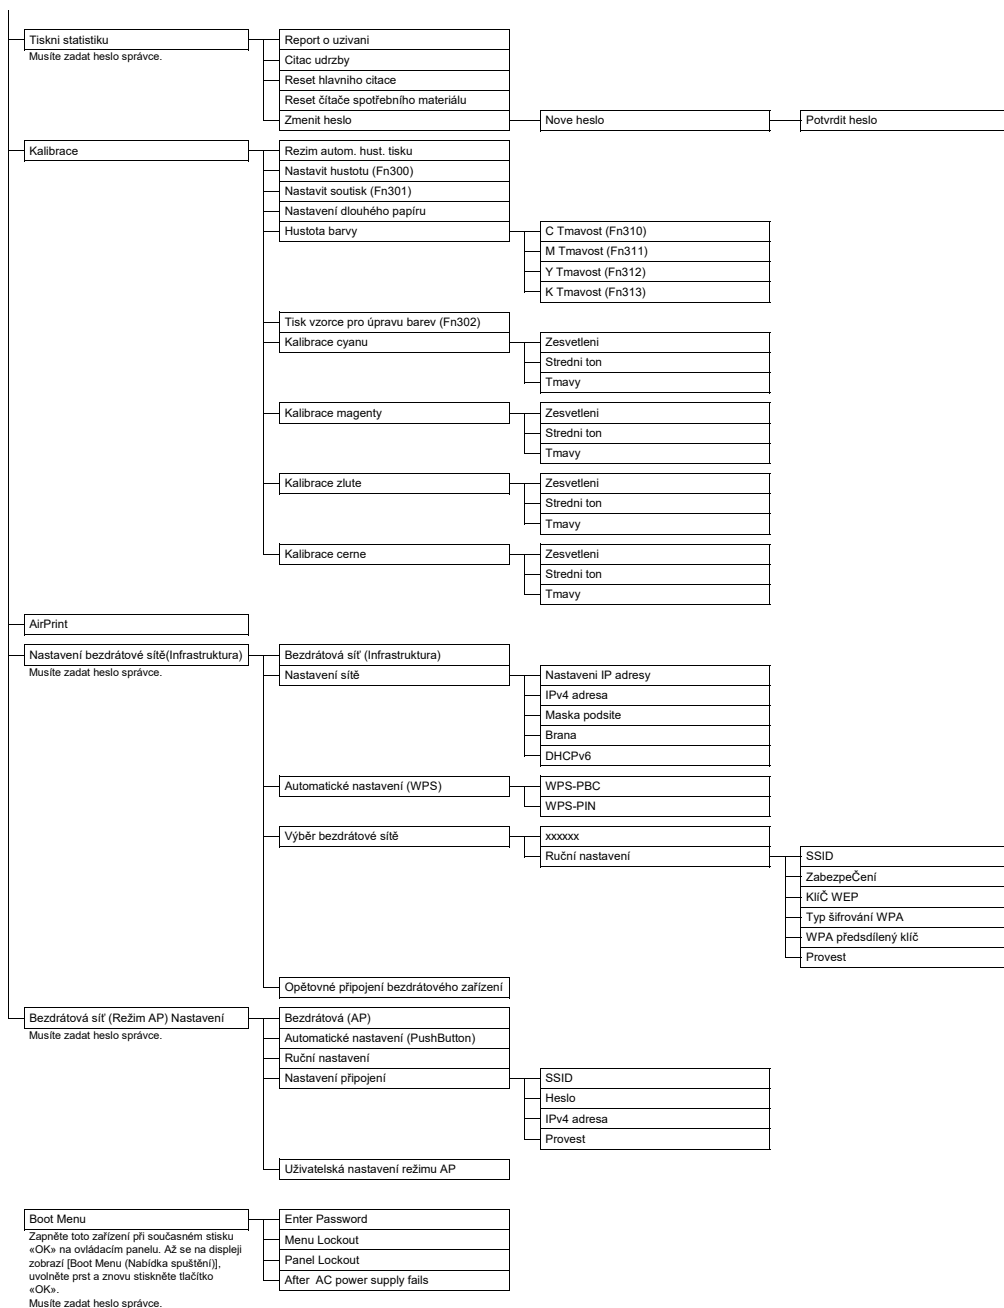 Tiskni statistiku
Musíte zadat heslo správce.
Report o uzivani
Citac udrzby
Reset hlavniho citace
Reset čítače spotřebního materiálu
Zmenit heslo
Nove heslo
Potvrdit heslo
Kalibrace
Rezim autom. hust. tisku
Nastavit hustotu (Fn300)
Nastavit soutisk (Fn301)
Nastavení dlouhého papíru
Hustota barvy
C Tmavost (Fn310)
M Tmavost (Fn311)
Y Tmavost (Fn312)
K Tmavost (Fn313)
Tisk vzorce pro úpravu barev (Fn302)
Kalibrace cyanu
Zesvetleni
Stredni ton
Tmavy
Kalibrace magenty
Zesvetleni
Stredni ton
Tmavy
Kalibrace zlute
Zesvetleni
Stredni ton
Tmavy
Kalibrace cerne
Zesvetleni
Stredni ton
Tmavy
AirPrint
Nastavení bezdrátové sítě(Infrastruktura)
Musíte zadat heslo správce.
Bezdrátová síť (Infrastruktura)
Nastavení sítě
Nastaveni IP adresy
IPv4 adresa
Maska podsite
Brana
DHCPv6
Automatické nastavení (WPS)
WPS-PBC
WPS-PIN
Výběr bezdrátové sítě
xxxxxx
Ruční nastavení
SSID
ZabezpeČení
KlíČ WEP
Typ šifrování WPA
WPA předsdílený klíč
Provest
Opětovné připojení bezdrátového zařízení
Bezdrátová síť (Režim AP) Nastavení
Musíte zadat heslo správce.
Bezdrátová (AP)
Automatické nastavení (PushButton)
Ruční nastavení
Nastavení připojení
SSID
Heslo
IPv4 adresa
Provest
Uživatelská nastavení režimu AP
Boot Menu
Zapněte toto zařízení při současném stisku
«OK» na ovládacím panelu. Až se na displeji
zobrazí [Boot Menu (Nabídka spuštění)],
uvolněte prst a znovu stiskněte tlačítko
«OK».
Musíte zadat heslo správce.
Enter Password
Menu Lockout
Panel Lockout
After AC power supply fails